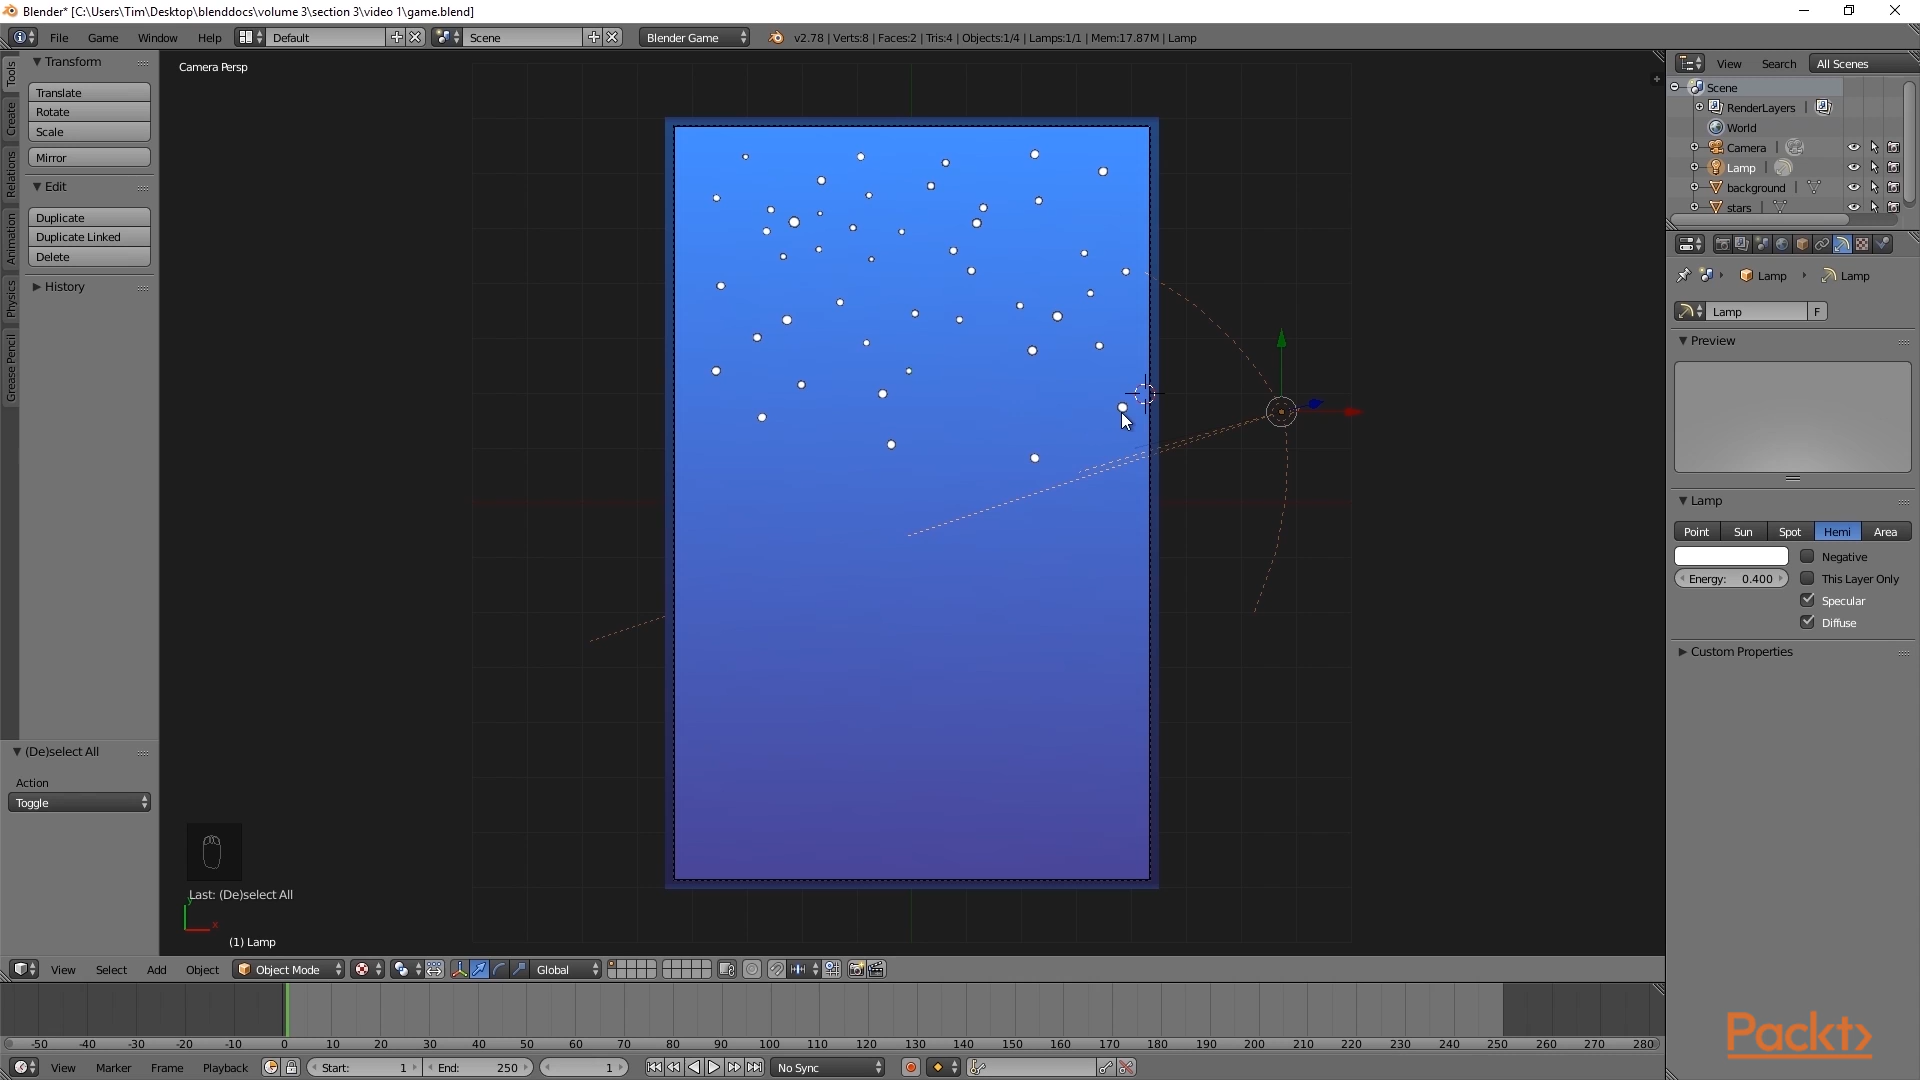 Blender* [C:\Users\Tim\Desktop\blenddocs\volume 3\section 3\video 1\game.blend]
File Game Window Help Default Scene Blender Game v2.78 | Verts:8 | Faces:2 | Tris:4 | Objects:1/4 | Lamps:1/1 | Mem:17.87M | Lamp
Tools
Create
Relations
Animation
Physics
Grease Pencil
Transform
Translate
Rotate
Scale
Mirror
Edit
Duplicate
Duplicate Linked
Delete
History
(De)select All
Action
Toggle
Camera Persp
Last: (De)select All
y
x
(1) Lamp
View Search All Scenes
Scene
RenderLayers |
World
Camera |
Lamp |
background |
stars |
Lamp Lamp
Lamp F
Preview
Lamp
Point Sun Spot Hemi Area
Negative
Energy: 0.400 This Layer Only
Specular
Diffuse
Custom Properties
View Select Add Object Object Mode Global
-50 -40 -30 -20 -10 0 10 20 30 40 50 60 70 80 90 100 110 120 130 140 150 160 170 180 190 200 210 220 230 240 250 260 270 280
View Marker Frame Playback Start: 1 End: 250 1 No Sync
Packt>